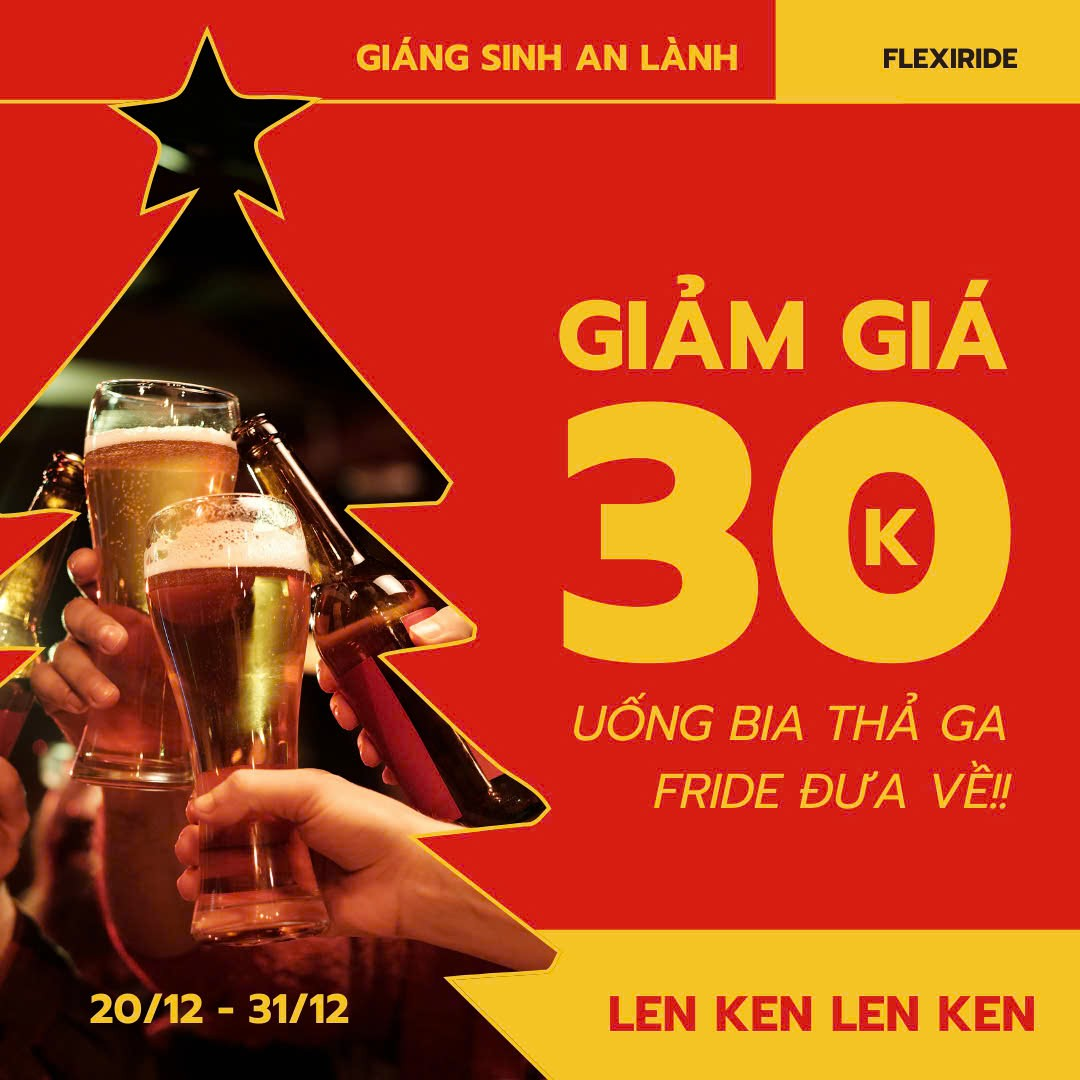 GIÁNG SINH AN LÀNH
FLEXIRIDE
GIẢM GIÁ
30
K
UỐNG BIA THẢ GA
FRIDE ĐƯA VỀ!!
20/12 - 31/12
LEN KEN LEN KEN